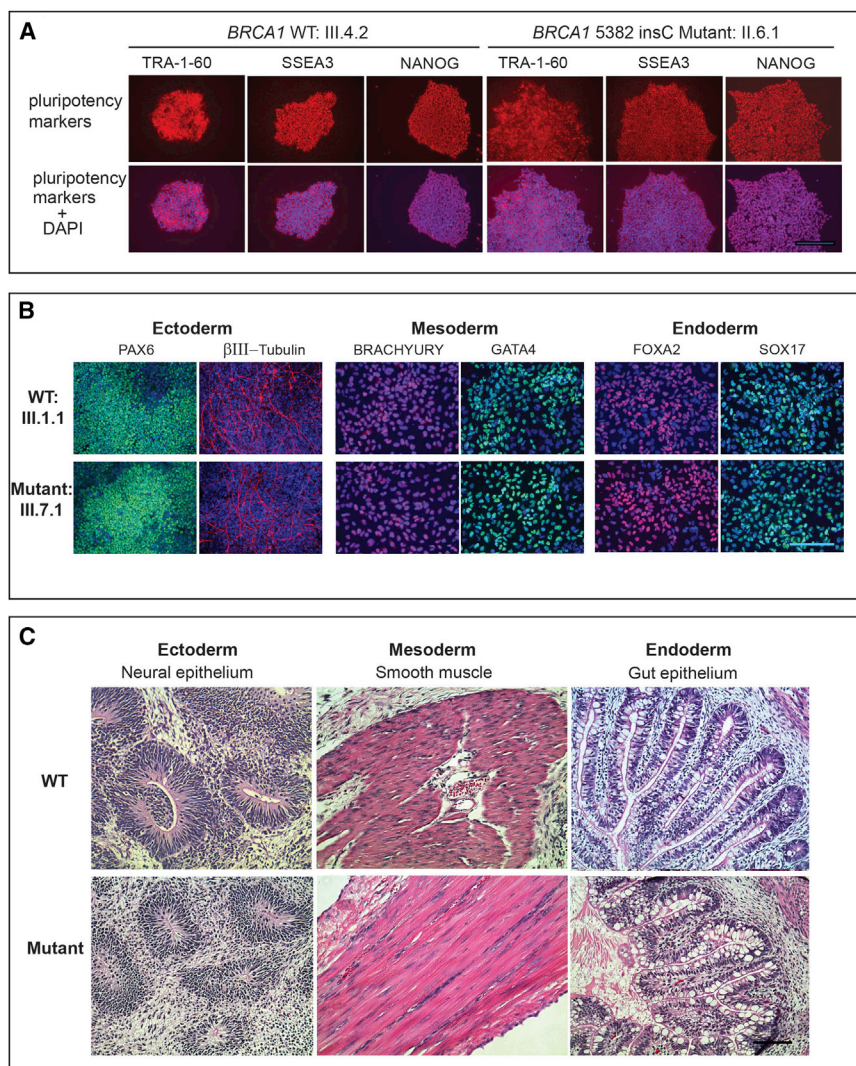 A
BRCA1 WT: III.4.2
BRCA1 5382 insC Mutant: II.6.1
TRA-1-60 SSEA3 NANOG TRA-1-60 SSEA3 NANOG
pluripotency
markers
pluripotency
markers
+
DAPI
B
Ectoderm Mesoderm Endoderm
PAX6 βIII–Tubulin BRACHYURY GATA4 FOXA2 SOX17
WT:
III.1.1
Mutant:
III.7.1
C
Ectoderm Mesoderm Endoderm
Neural epithelium Smooth muscle Gut epithelium
WT
Mutant